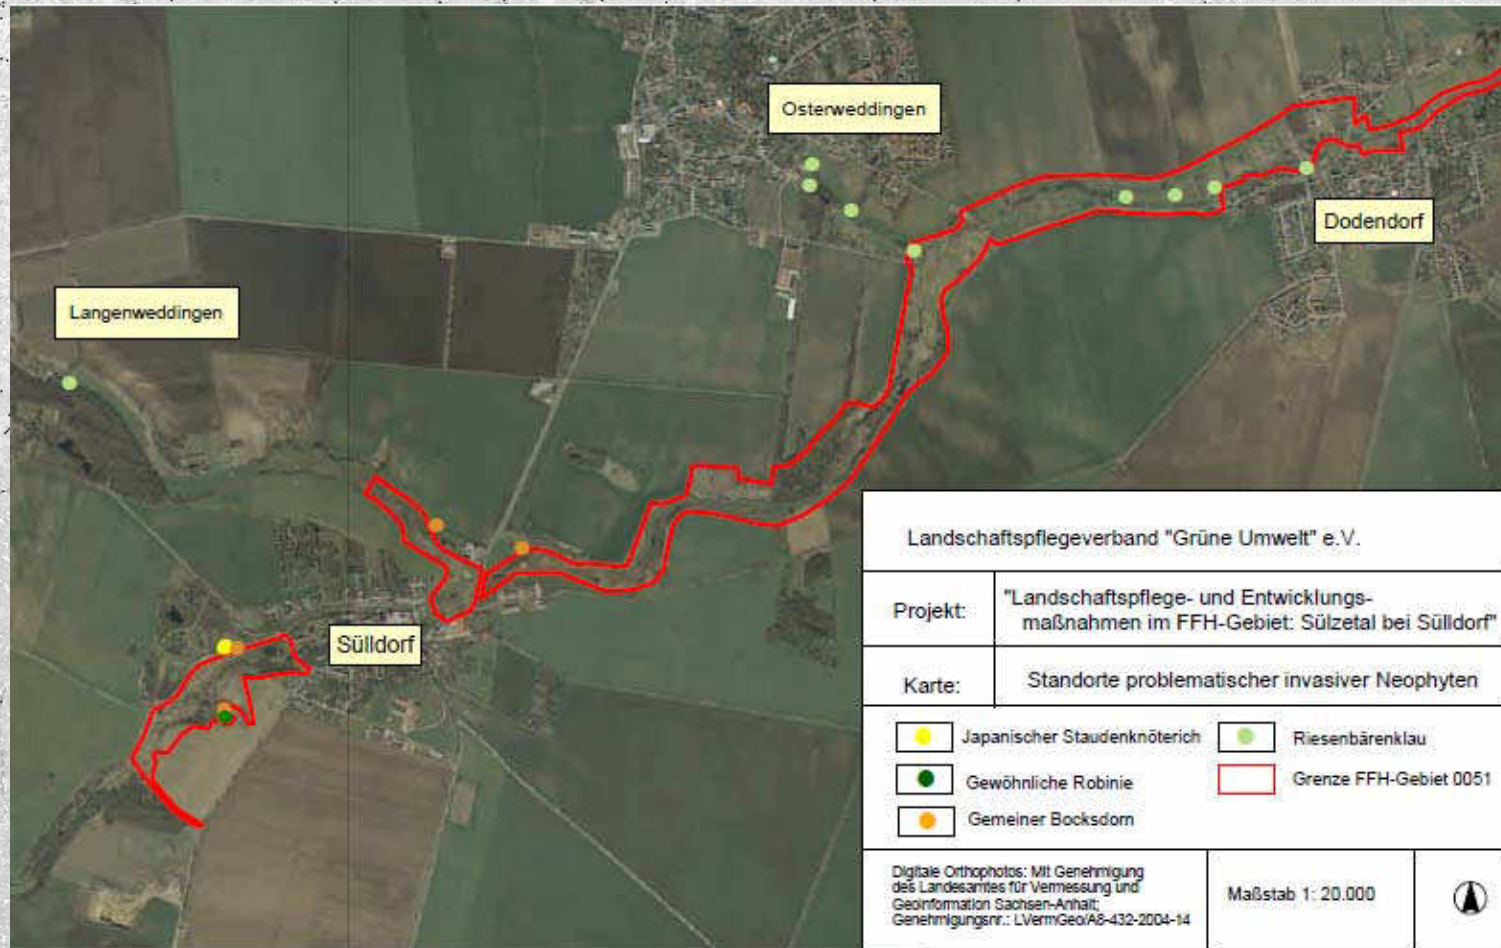 Osterweddingen
Dodendorf
Langenweddingen
Sülldorf
Landschaftspflegeverband "Grüne Umwelt" e.V.
Projekt:
"Landschaftspflege- und Entwicklungs-
maßnahmen im FFH-Gebiet: Sülzetal bei Sülldorf"
Karte:
Standorte problematischer invasiver Neophyten
Japanischer Staudenknöterich
Riesenbärenklau
Gewöhnliche Robinie
Grenze FFH-Gebiet 0051
Gemeiner Bocksdorn
Digitale Orthophotos: Mit Genehmigung
des Landesamtes für Vermessung und
Geoinformation Sachsen-Anhalt;
Genehmigungsnr.: LVermGeo/A8-432-2004-14
Maßstab 1: 20.000